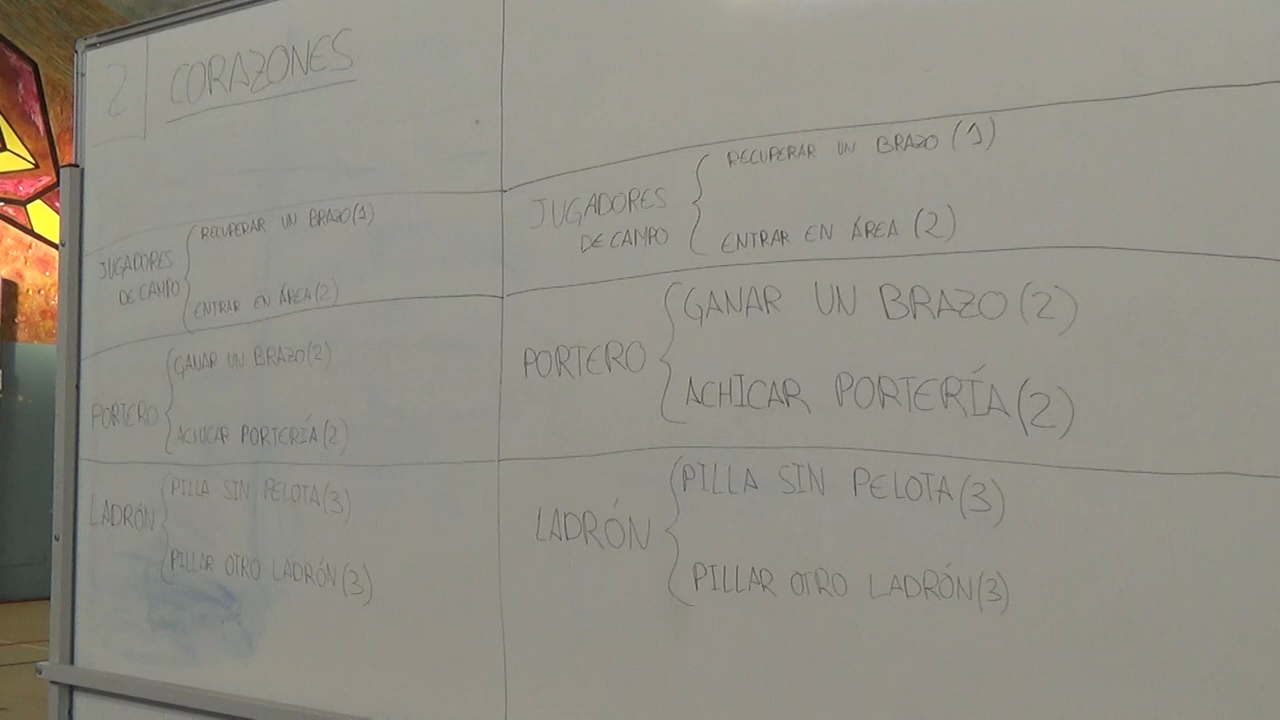 2 CORAZONES
JUGADORES
DE CAMPO
RECUPERAR UN BRAZO(1)
ENTRAR EN ÁREA(2)
PORTERO
GANAR UN BRAZO(2)
ACHICAR PORTERÍA(2)
LADRÓN
PILLA SIN PELOTA(3)
PILLAR OTRO LADRÓN(3)
JUGADORES
DE CAMPO
RECUPERAR UN BRAZO (1)
ENTRAR EN ÁREA (2)
PORTERO
GANAR UN BRAZO(2)
ACHICAR PORTERÍA(2)
LADRÓN
PILLA SIN PELOTA(3)
PILLAR OTRO LADRÓN(3)